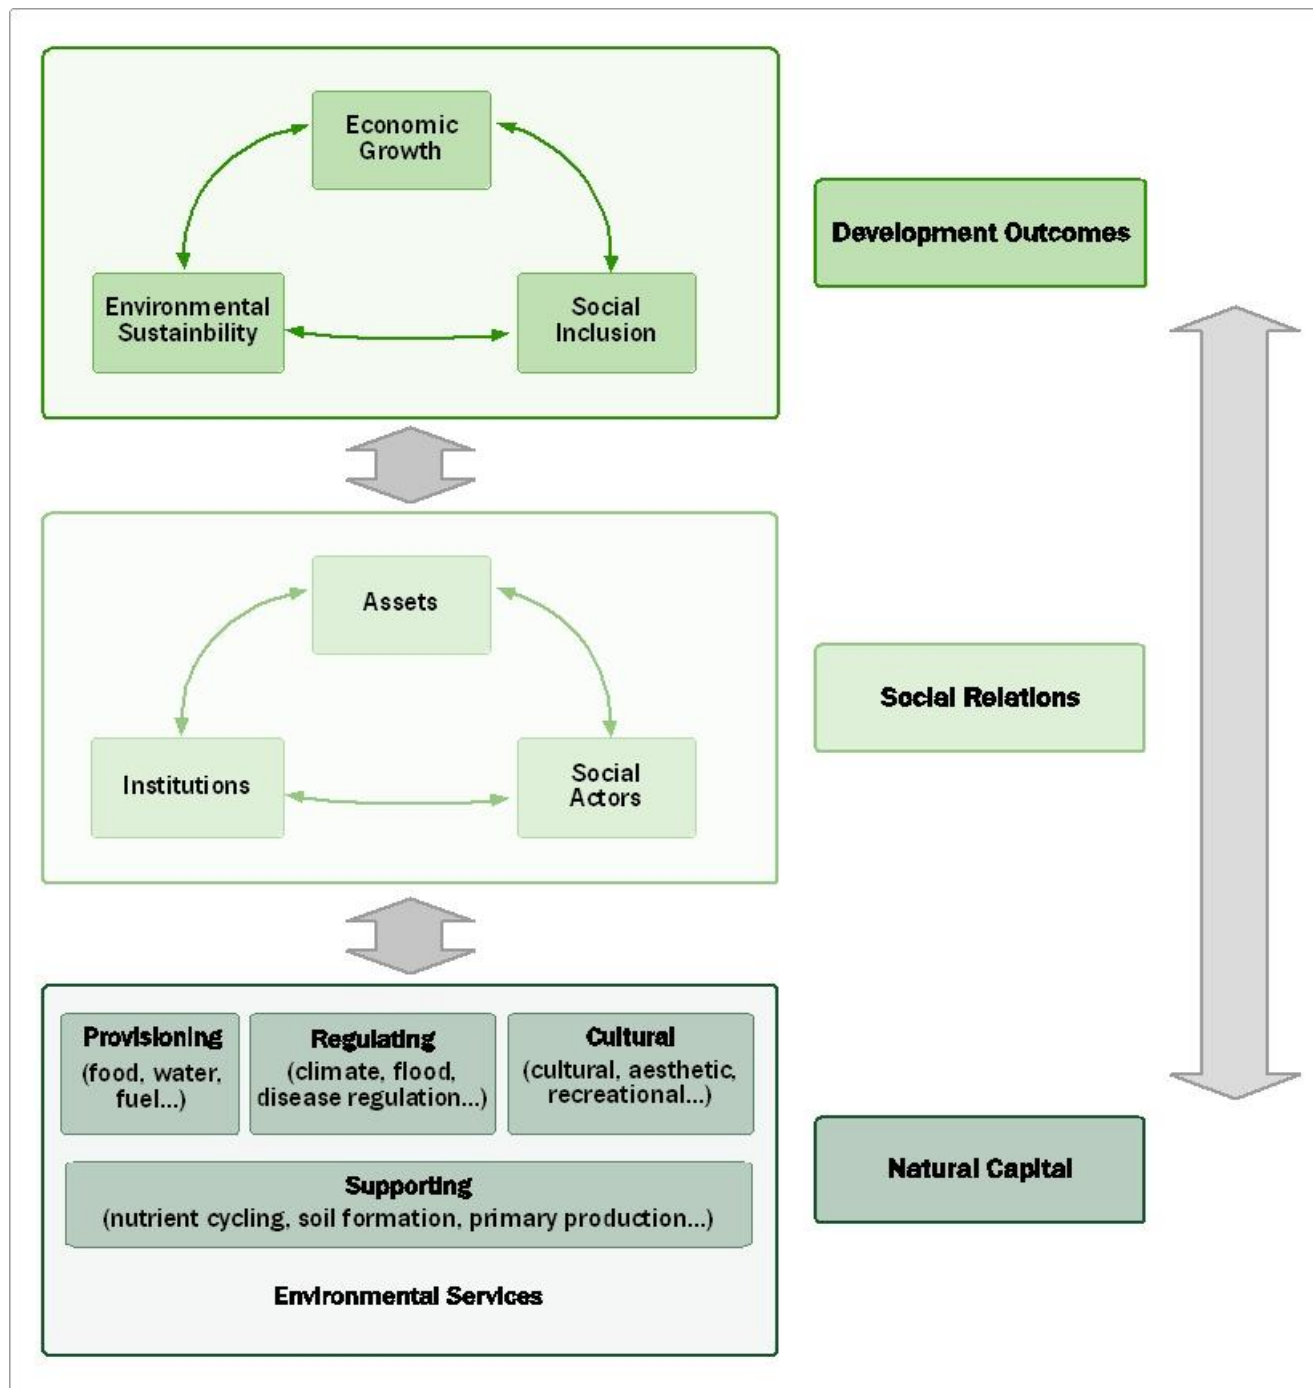 Economic
Growth
Development Outcomes
Environmental
Sustainbility
Social
Inclusion
Assets
Social Relations
Institutions
Social
Actors
Provisioning
(food, water,
fuel...)
Regulating
(climate, flood,
disease regulation...)
Cultural
(cultural, aesthetic,
recreational...)
Natural Capital
Supporting
(nutrient cycling, soil formation, primary production...)
Environmental Services